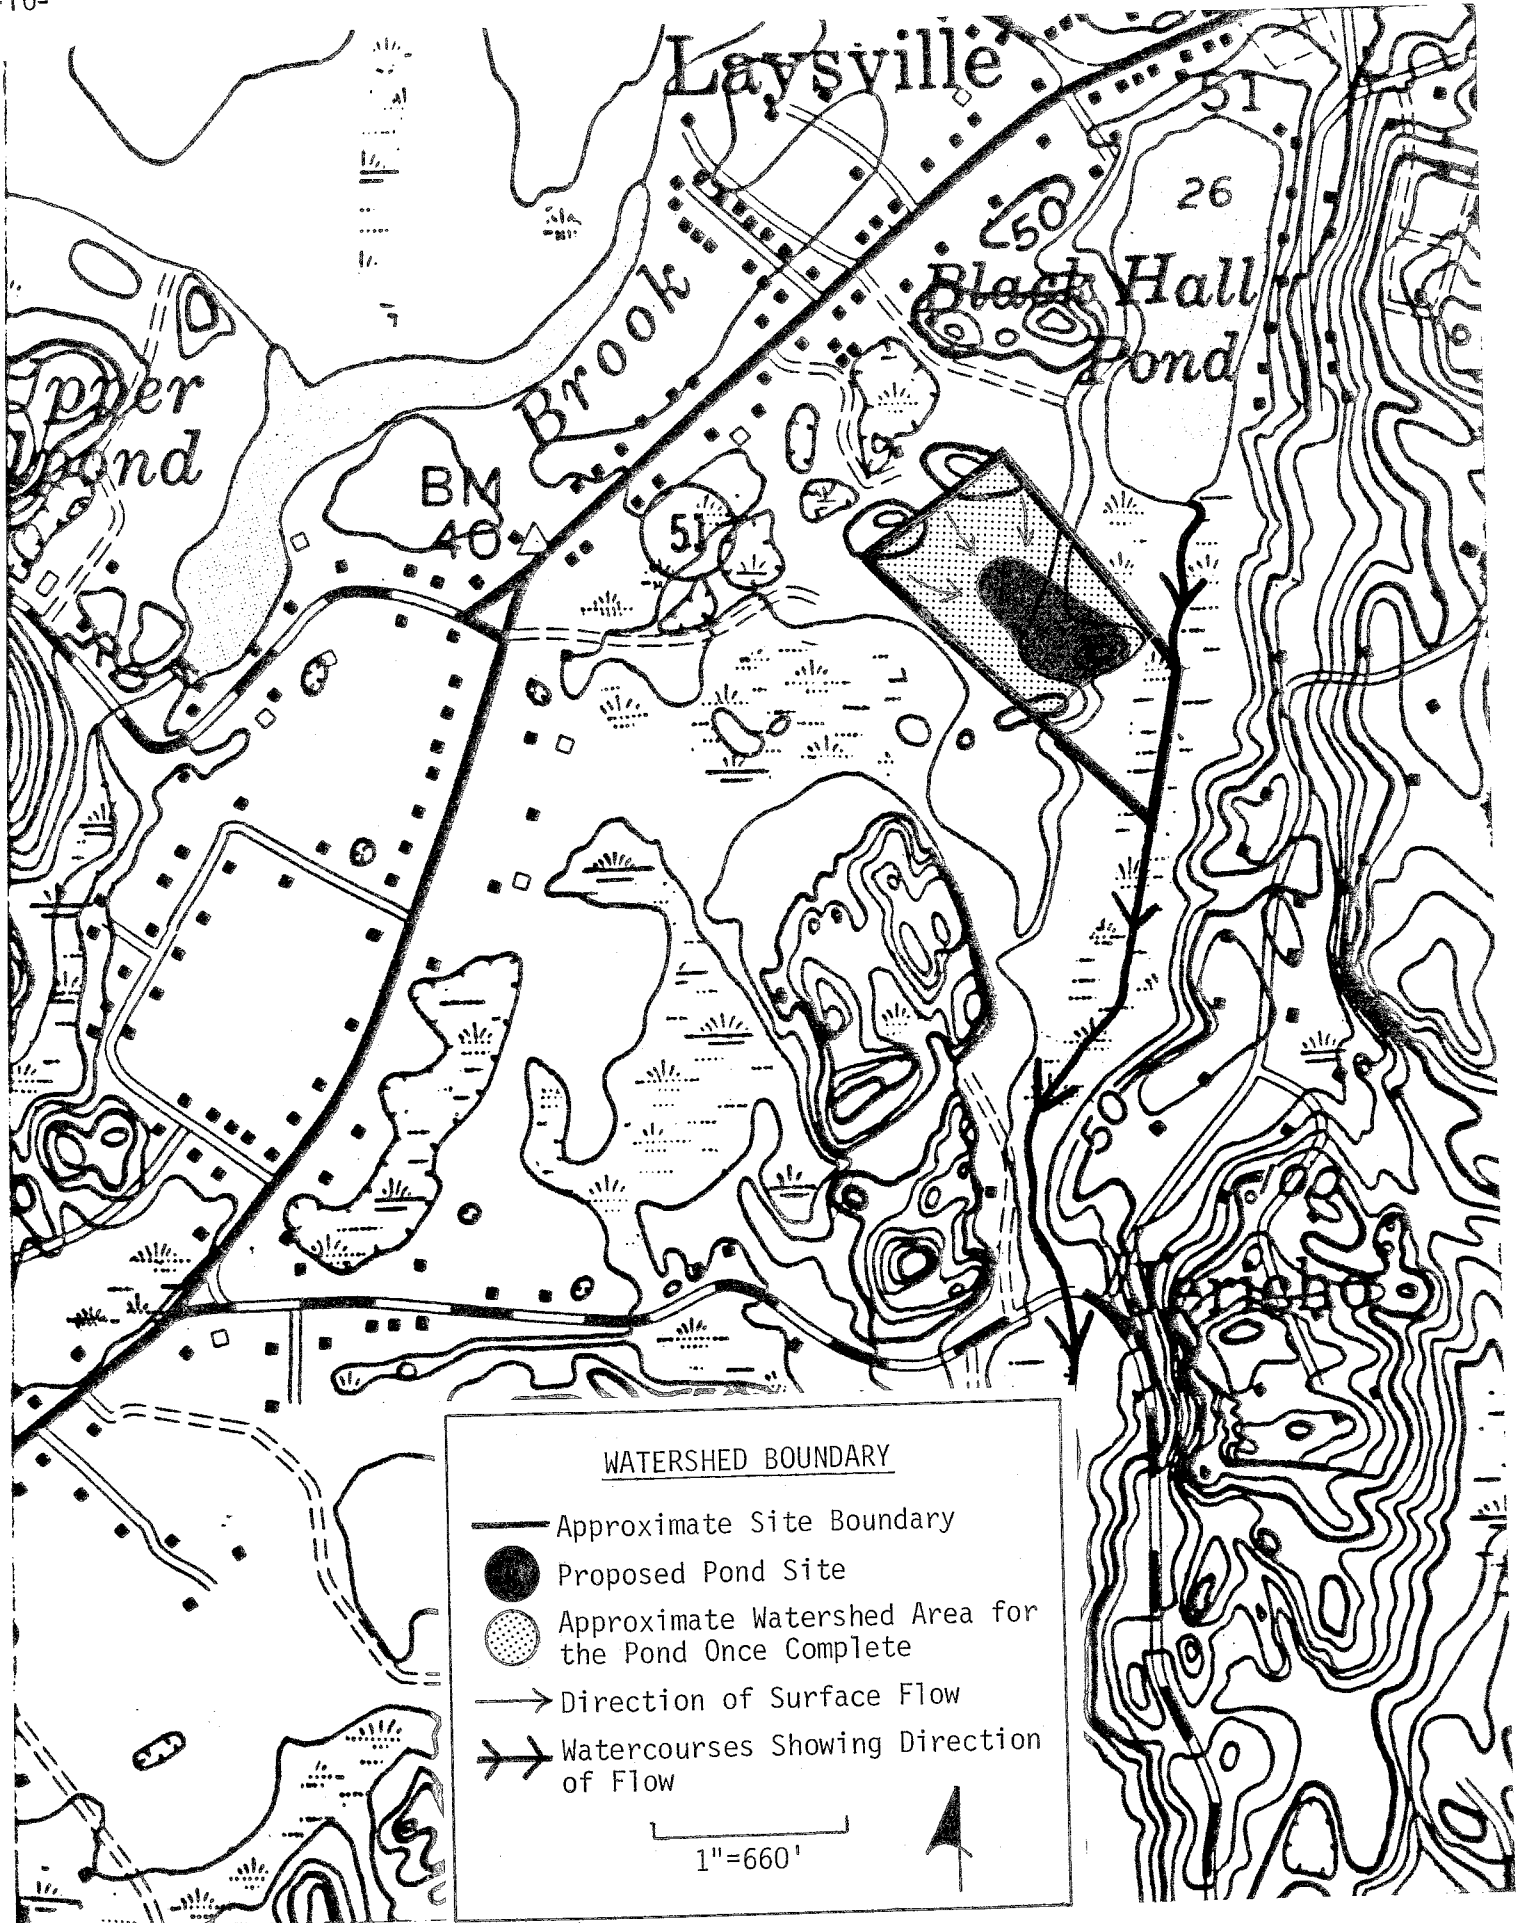 -10-
Laysville
51
26
50
Black Hall
Pond
Brook
Upper
BM
40
51
50
Jericho
WATERSHED BOUNDARY
Approximate Site Boundary
Proposed Pond Site
Approximate Watershed Area for
the Pond Once Complete
Direction of Surface Flow
Watercourses Showing Direction
of Flow
1"=660'